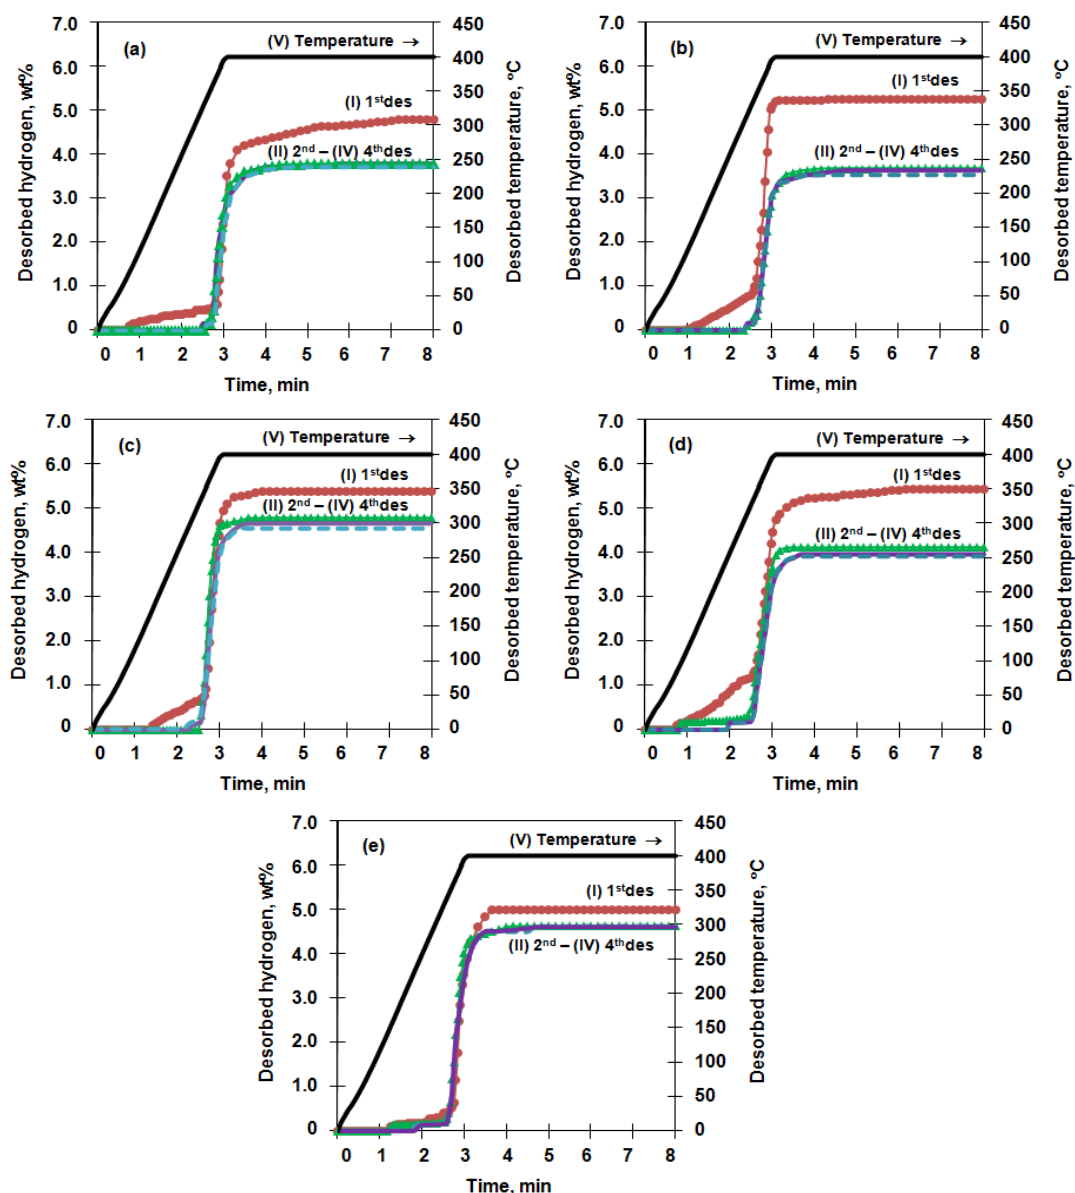 (a)
(V) Temperature →
(I) 1stdes
(II) 2nd – (IV) 4thdes
Desorbed hydrogen, wt%
7.0
6.0
5.0
4.0
3.0
2.0
1.0
0
Desorbed temperature, ºC
450
400
350
300
250
200
150
100
50
0
0 1 2 3 4 5 6 7 8
Time, min
(b)
(V) Temperature →
(I) 1stdes
(II) 2nd – (IV) 4thdes
Desorbed hydrogen, wt%
7.0
6.0
5.0
4.0
3.0
2.0
1.0
0
Desorbed temperature, ºC
450
400
350
300
250
200
150
100
50
0
0 1 2 3 4 5 6 7 8
Time, min
(c)
(V) Temperature →
(I) 1stdes
(II) 2nd – (IV) 4thdes
Desorbed hydrogen, wt%
7.0
6.0
5.0
4.0
3.0
2.0
1.0
0
Desorbed temperature, ºC
450
400
350
300
250
200
150
100
50
0
0 1 2 3 4 5 6 7 8
Time, min
(d)
(V) Temperature →
(I) 1stdes
(II) 2nd – (IV) 4thdes
Desorbed hydrogen, wt%
7.0
6.0
5.0
4.0
3.0
2.0
1.0
0
Desorbed temperature, ºC
450
400
350
300
250
200
150
100
50
0
0 1 2 3 4 5 6 7 8
Time, min
(e)
(V) Temperature →
(I) 1stdes
(II) 2nd – (IV) 4thdes
Desorbed hydrogen, wt%
7.0
6.0
5.0
4.0
3.0
2.0
1.0
0
Desorbed temperature, ºC
450
400
350
300
250
200
150
100
50
0
0 1 2 3 4 5 6 7 8
Time, min